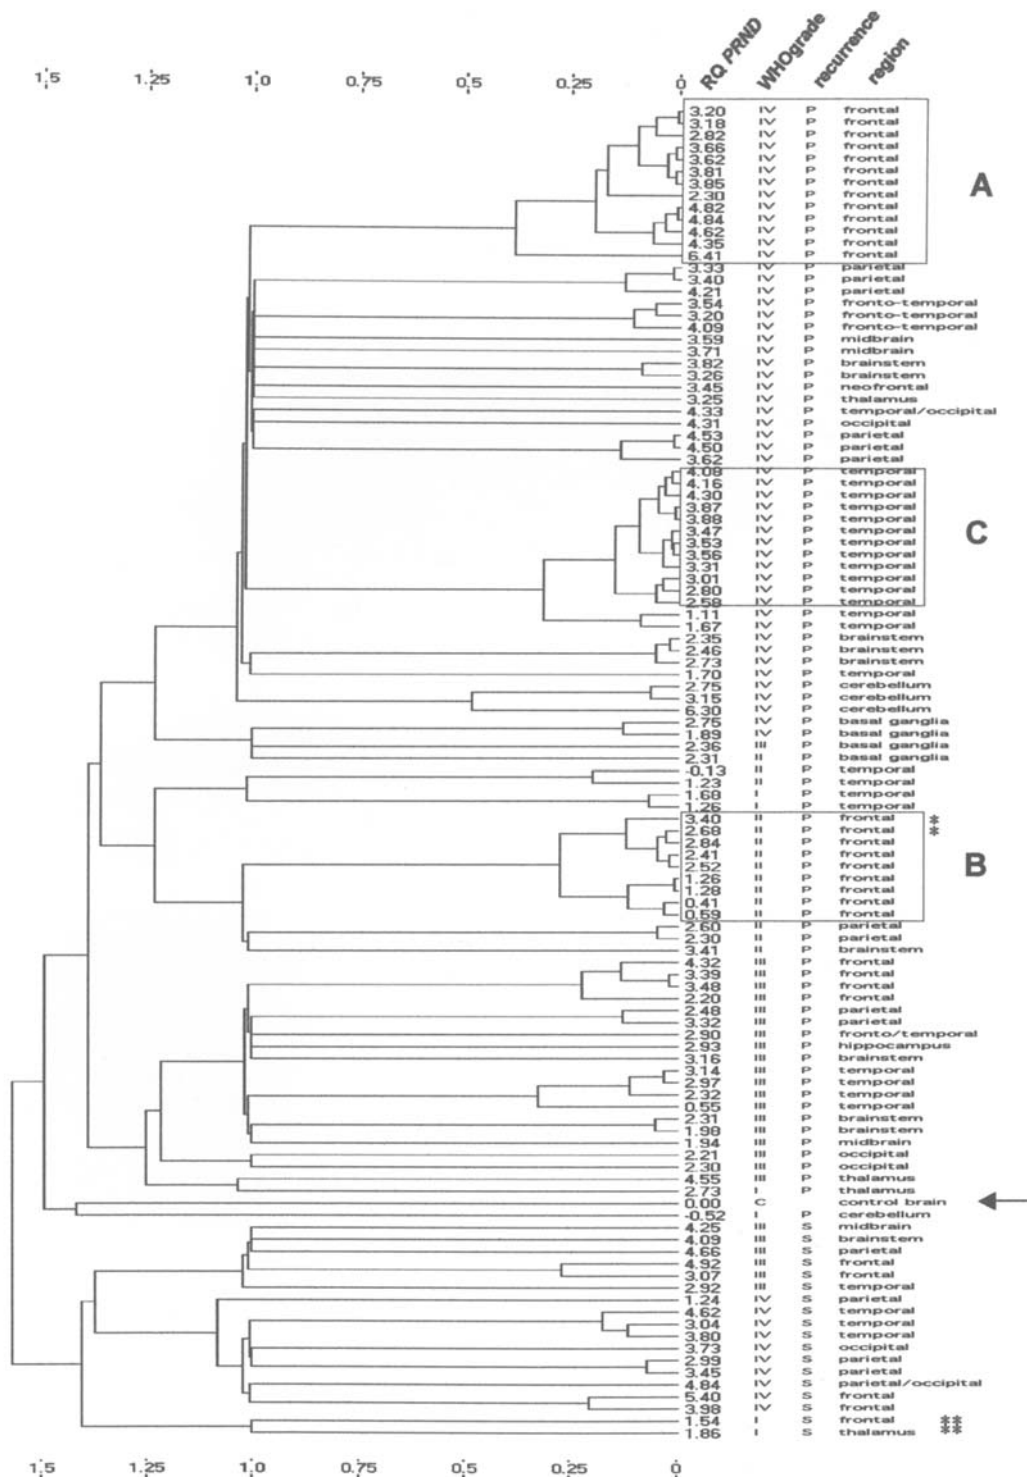 RQ PRND WHOgrade recurrence region
1.5 1.25 1.0 0.75 0.5 0.25 0
3.20 IV P frontal
3.18 IV P frontal
2.82 IV P frontal
3.66 IV P frontal
3.62 IV P frontal
3.81 IV P frontal
A
3.85 IV P frontal
2.30 IV P frontal
4.82 IV P frontal
4.84 IV P frontal
4.62 IV P frontal
4.35 IV P frontal
6.41 IV P frontal
3.33 IV P parietal
3.40 IV P parietal
4.21 IV P parietal
3.54 IV P fronto-temporal
3.20 IV P fronto-temporal
4.09 IV P fronto-temporal
3.59 IV P midbrain
3.71 IV P midbrain
3.82 IV P brainstem
3.26 IV P brainstem
3.45 IV P neofrontal
3.25 IV P thalamus
4.33 IV P temporal/occipital
4.31 IV P occipital
4.53 IV P parietal
4.50 IV P parietal
3.62 IV P parietal
4.08 IV P temporal
4.16 IV P temporal
4.30 IV P temporal
3.87 IV P temporal
3.88 IV P temporal
3.47 IV P temporal
C
3.53 IV P temporal
3.56 IV P temporal
3.31 IV P temporal
3.01 IV P temporal
2.80 IV P temporal
2.58 IV P temporal
1.11 IV P temporal
1.67 IV P temporal
2.35 IV P brainstem
2.46 IV P brainstem
2.73 IV P brainstem
1.70 IV P temporal
2.75 IV P cerebellum
3.15 IV P cerebellum
6.30 IV P cerebellum
2.75 IV P basal ganglia
1.89 IV P basal ganglia
2.36 III P basal ganglia
2.31 II P basal ganglia
-0.13 II P temporal
1.23 II P temporal
1.68 I P temporal
1.26 I P temporal
3.40 II P frontal *
2.68 II P frontal *
2.84 II P frontal
2.41 II P frontal
2.52 II P frontal
B
1.26 II P frontal
1.28 II P frontal
0.41 II P frontal
0.59 II P frontal
2.60 II P parietal
2.30 II P parietal
3.41 II P brainstem
4.32 III P frontal
3.39 III P frontal
3.48 III P frontal
2.20 III P frontal
2.48 III P parietal
3.32 III P parietal
2.90 III P fronto/temporal
2.93 III P hippocampus
3.16 III P brainstem
3.14 III P temporal
2.97 III P temporal
2.32 III P temporal
0.55 III P temporal
2.31 III P brainstem
1.98 III P brainstem
1.94 III P midbrain
2.21 III P occipital
2.30 III P occipital
4.55 III P thalamus
2.73 I P thalamus
0.00 C control brain
-0.52 I P cerebellum
4.25 III S midbrain
4.09 III S brainstem
4.66 III S parietal
4.92 III S frontal
3.07 III S frontal
2.92 III S temporal
1.24 IV S parietal
4.62 IV S temporal
3.04 IV S temporal
3.80 IV S temporal
3.73 IV S occipital
2.99 IV S parietal
3.45 IV S parietal
4.84 IV S parietal/occipital
5.40 IV S frontal
3.98 IV S frontal
1.54 I S frontal **
1.86 I S thalamus **
1.5 1.25 1.0 0.75 0.5 0.25 0